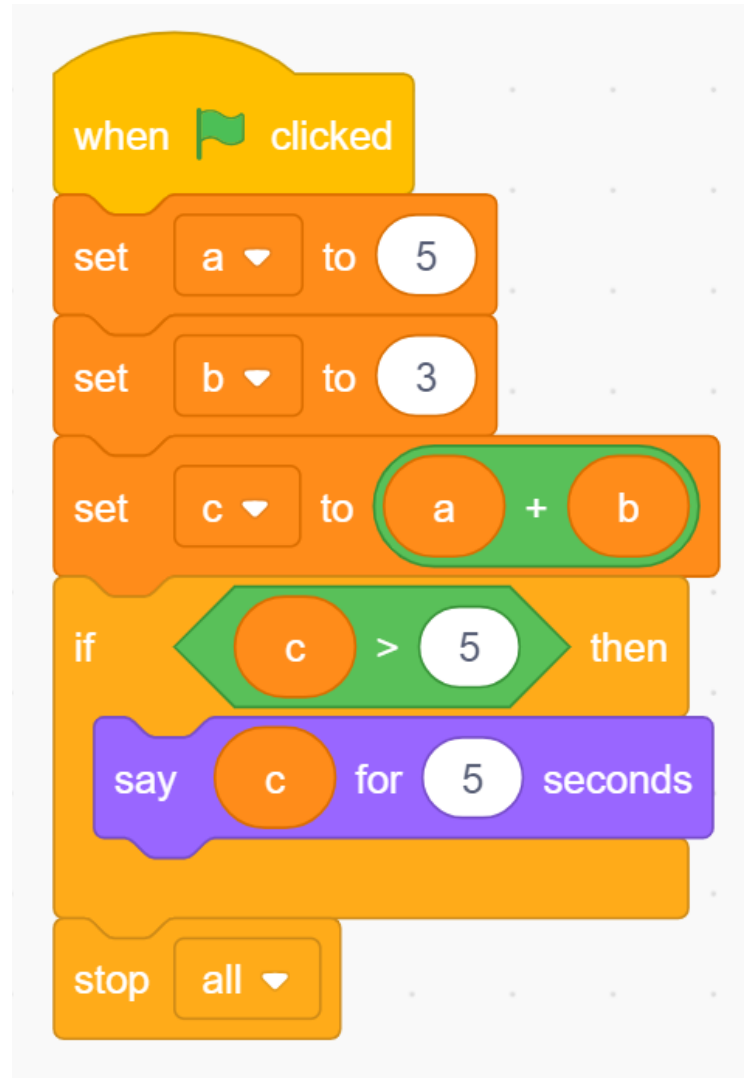 when clicked
set a to 5
set b to 3
set c to a + b
if c > 5 then
say c for 5 seconds
stop all